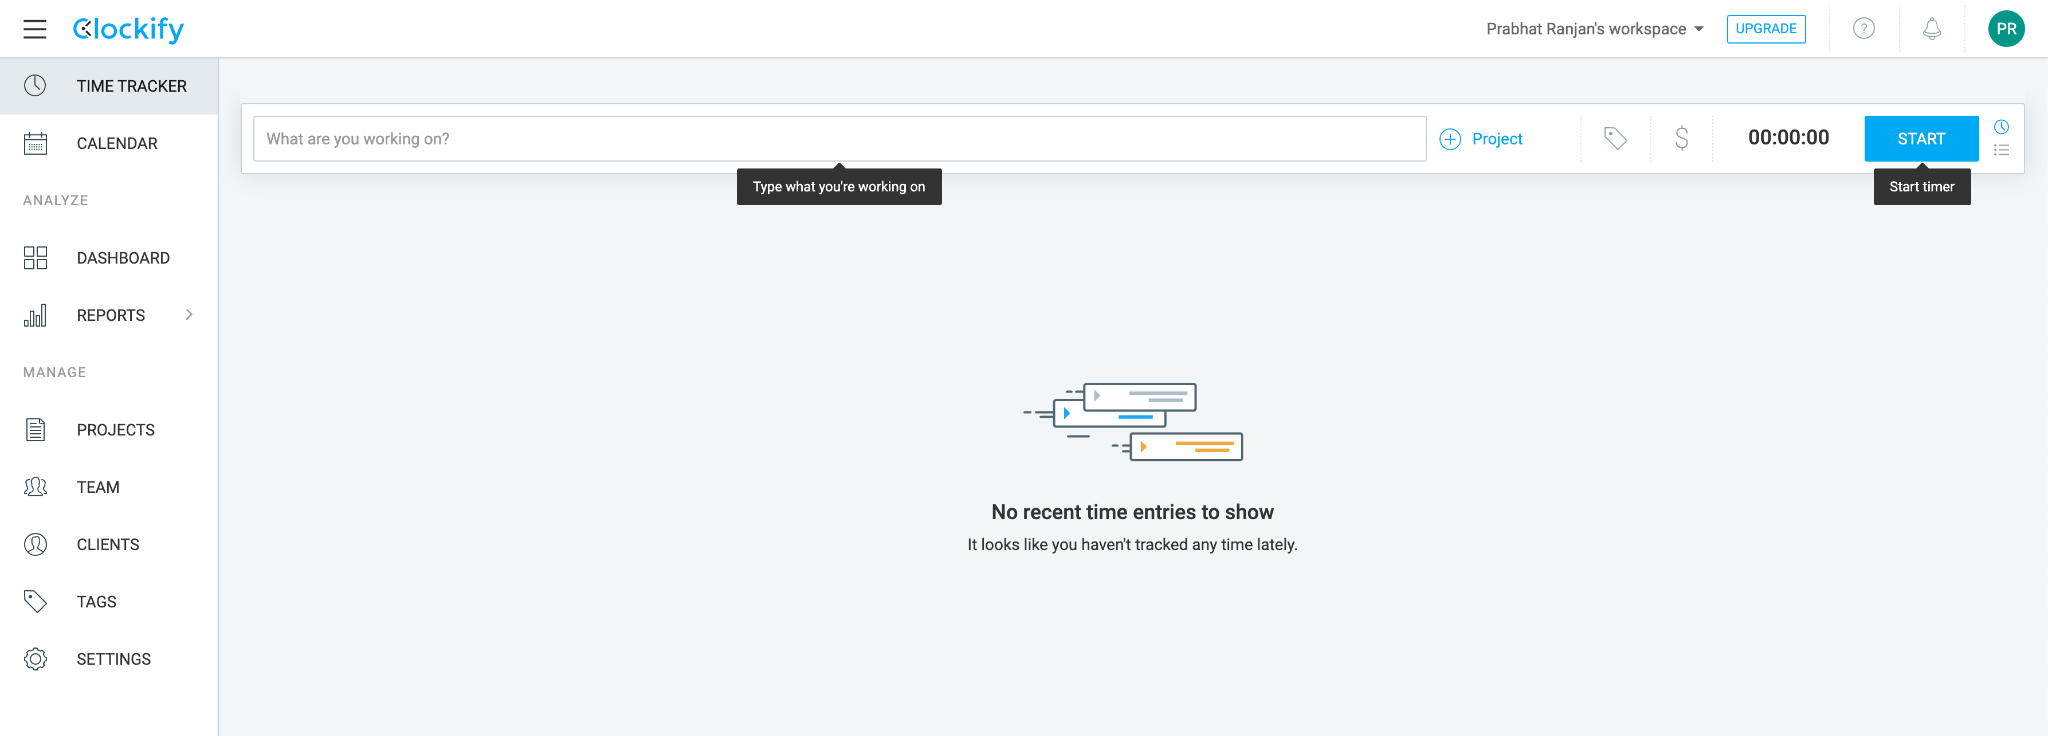 Clockify
Prabhat Ranjan's workspace
UPGRADE
?
PR
TIME TRACKER
CALENDAR
ANALYZE
DASHBOARD
REPORTS
MANAGE
PROJECTS
TEAM
CLIENTS
TAGS
SETTINGS
What are you working on?
Project
$
00:00:00
START
Type what you're working on
Start timer
No recent time entries to show
It looks like you haven't tracked any time lately.